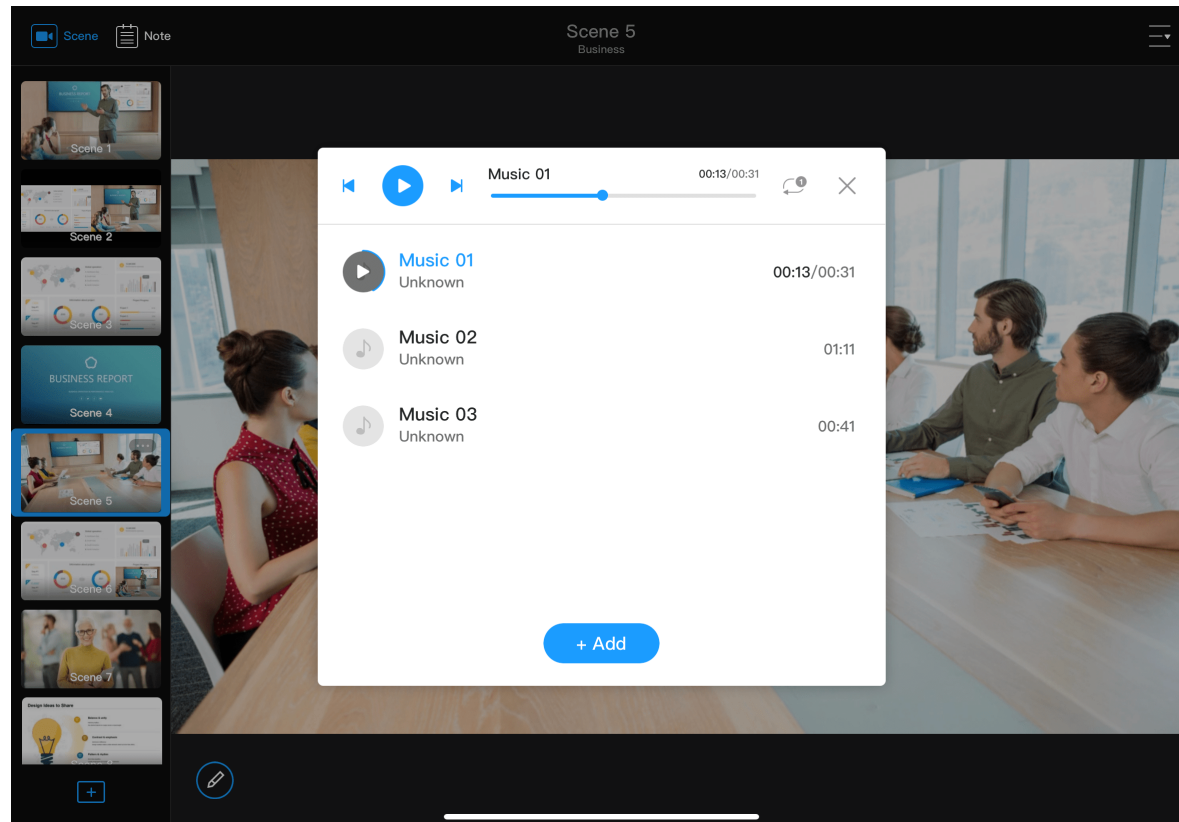 Scene
Note
Scene 5
Business
Scene 1
Scene 2
Scene 3
BUSINESS REPORT
Scene 4
Scene 5
Scene 6
Scene 7
Design Ideas to Share
Music 01
00:13/00:31
1
Music 01
Unknown
00:13/00:31
Music 02
Unknown
01:11
Music 03
Unknown
00:41
+ Add